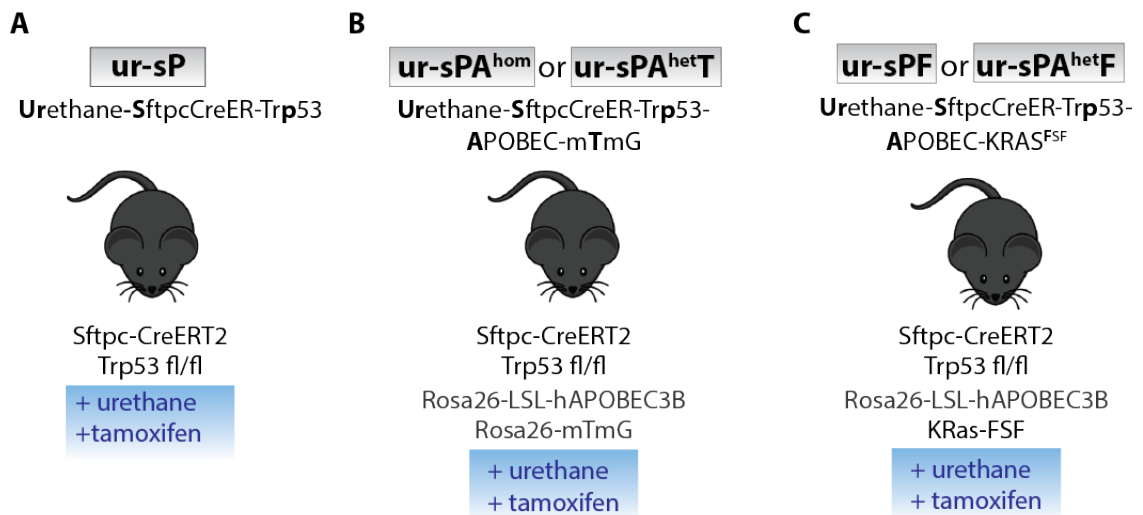 A
ur-sP
Urethane-SftpcCreER-Trp53
Sftpc-CreERT2
Trp53 fl/fl
+ urethane
+tamoxifen
B
ur-sPAhom or ur-sPAhetT
Urethane-SftpcCreER-Trp53-
APOBEC-mTmG
Sftpc-CreERT2
Trp53 fl/fl
Rosa26-LSL-hAPOBEC3B
Rosa26-mTmG
+ urethane
+ tamoxifen
C
ur-sPF or ur-sPAhetF
Urethane-SftpcCreER-Trp53-
APOBEC-KRASFSF
Sftpc-CreERT2
Trp53 fl/fl
Rosa26-LSL-hAPOBEC3B
KRas-FSF
+ urethane
+ tamoxifen